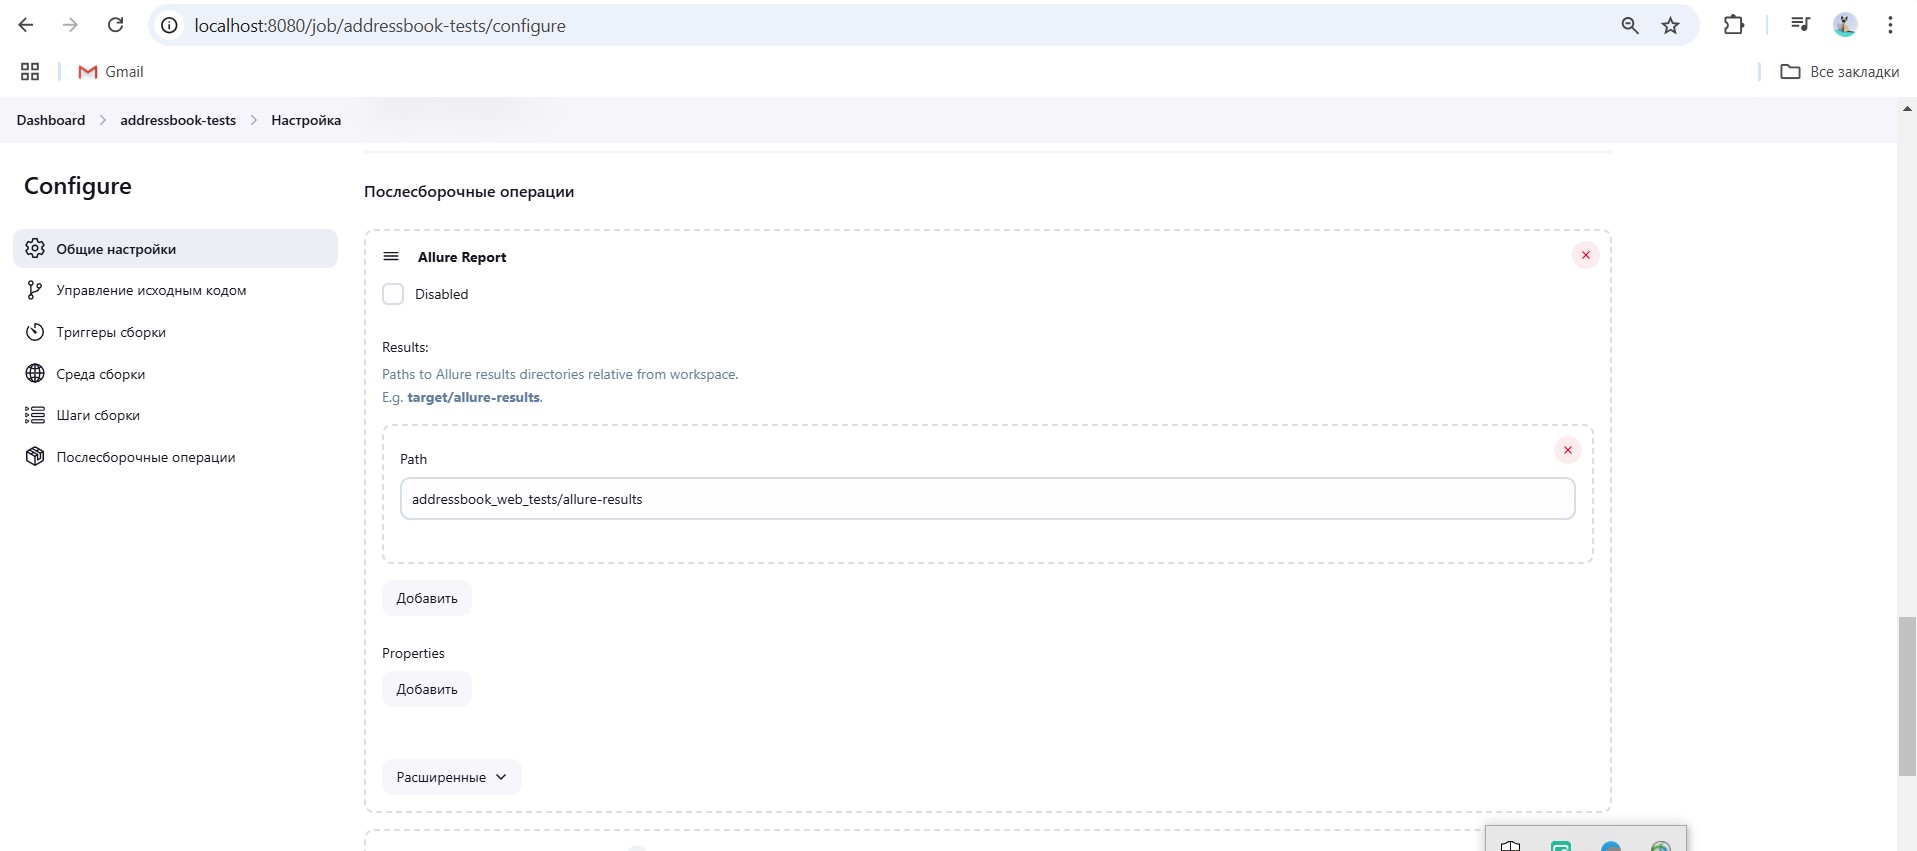 localhost:8080/job/addressbook-tests/configure
Gmail
Все закладки
Dashboard > addressbook-tests > Настройка
Configure
Общие настройки
Управление исходным кодом
Триггеры сборки
Среда сборки
Шаги сборки
Послесборочные операции
Послесборочные операции
Allure Report
Disabled
Results:
Paths to Allure results directories relative from workspace.
E.g. target/allure-results.
Path
addressbook_web_tests/allure-results
Добавить
Properties
Добавить
Расширенные